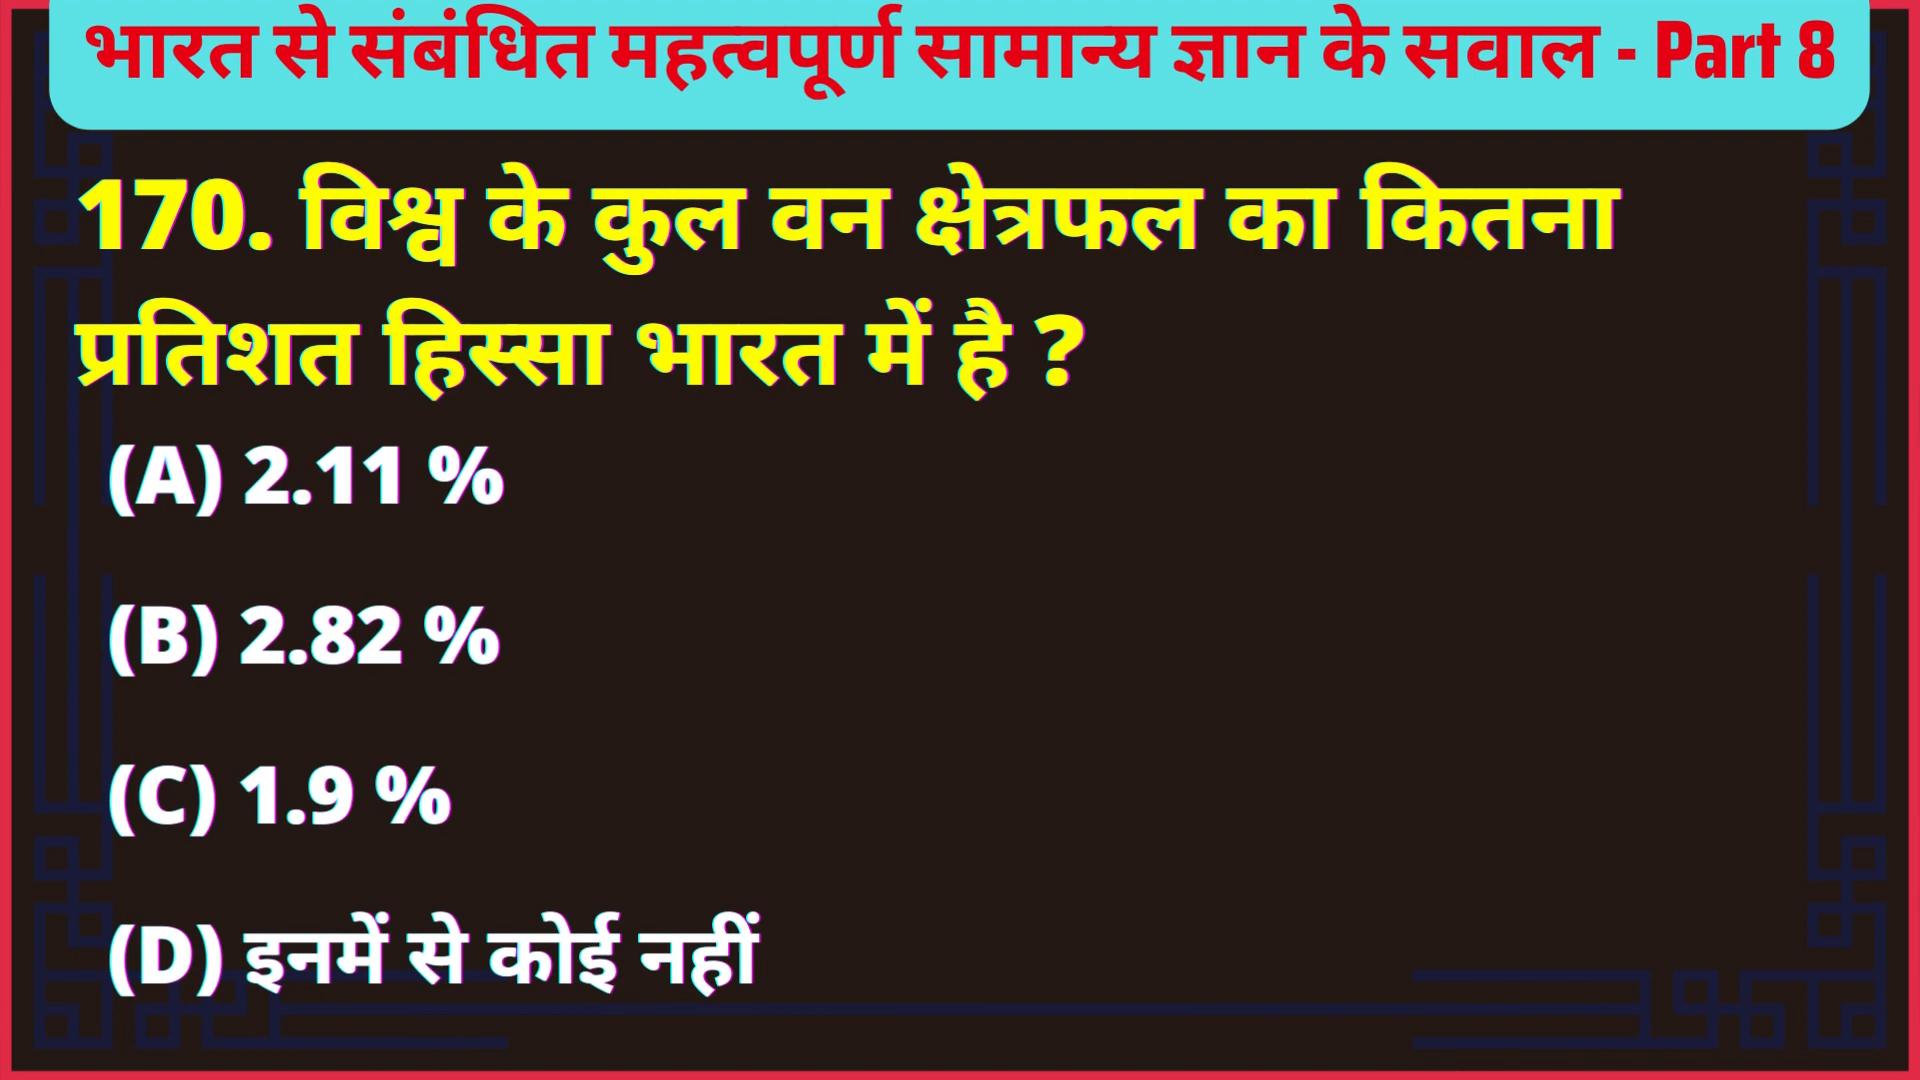 भारत से संबंधित महत्वपूर्ण सामान्य ज्ञान के सवाल - Part 8
170. विश्व के कुल वन क्षेत्रफल का कितना
प्रतिशत हिस्सा भारत में है ?
(A) 2.11 %
(B) 2.82 %
(C) 1.9 %
(D) इनमें से कोई नहीं